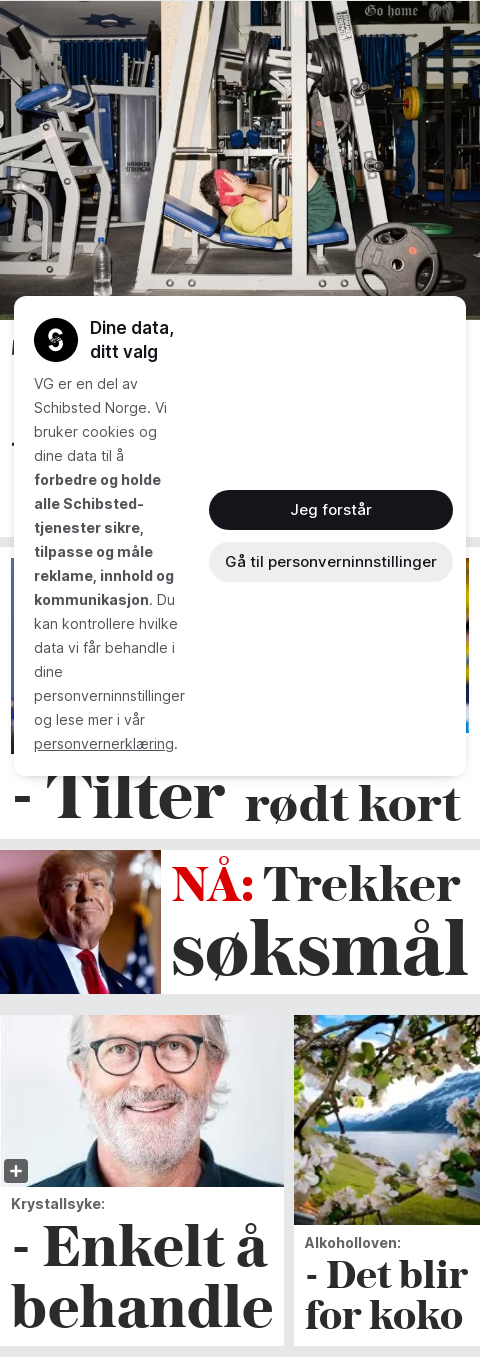 Go home
HAMMER
STRENGTH
Dine data,
ditt valg
VG er en del av
Schibsted Norge. Vi
bruker cookies og
dine data til å
forbedre og holde
alle Schibsted-
tjenester sikre,
tilpasse og måle
reklame, innhold og
kommunikasjon. Du
kan kontrollere hvilke
data vi får behandle i
dine
personverninnstillinger
og lese mer i vår
personvernerklæring.
Jeg forstår
Gå til personverninnstillinger
- Tilter
rødt kort
NÅ: Trekker
søksmål
Krystallsyke:
- Enkelt å
behandle
Alkoholloven:
- Det blir
for koko